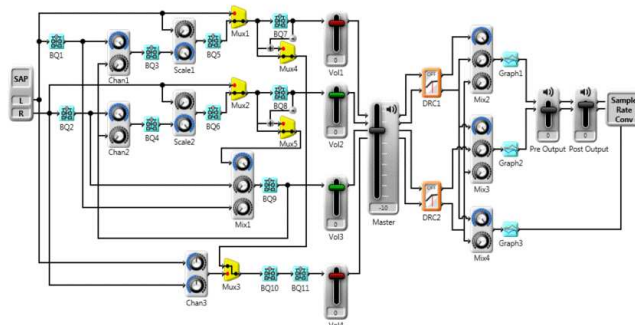 SAP
L
R
BQ1
BQ2
Chan1
Chan2
BQ3
BQ4
Scale1
Scale2
BQ5
BQ6
Mux1
Mux2
BQ7
BQ8
Mux4
Mux5
Mix1
BQ9
Chan3
Mux3
BQ10
BQ11
0
Vol1
0
Vol2
0
Vol3
0
-10
Master
DRC1
DRC2
Mix2
Mix3
Mix4
Graph1
Graph2
Graph3
0
Pre Output
0
Post Output
Sample
Rate
Conv